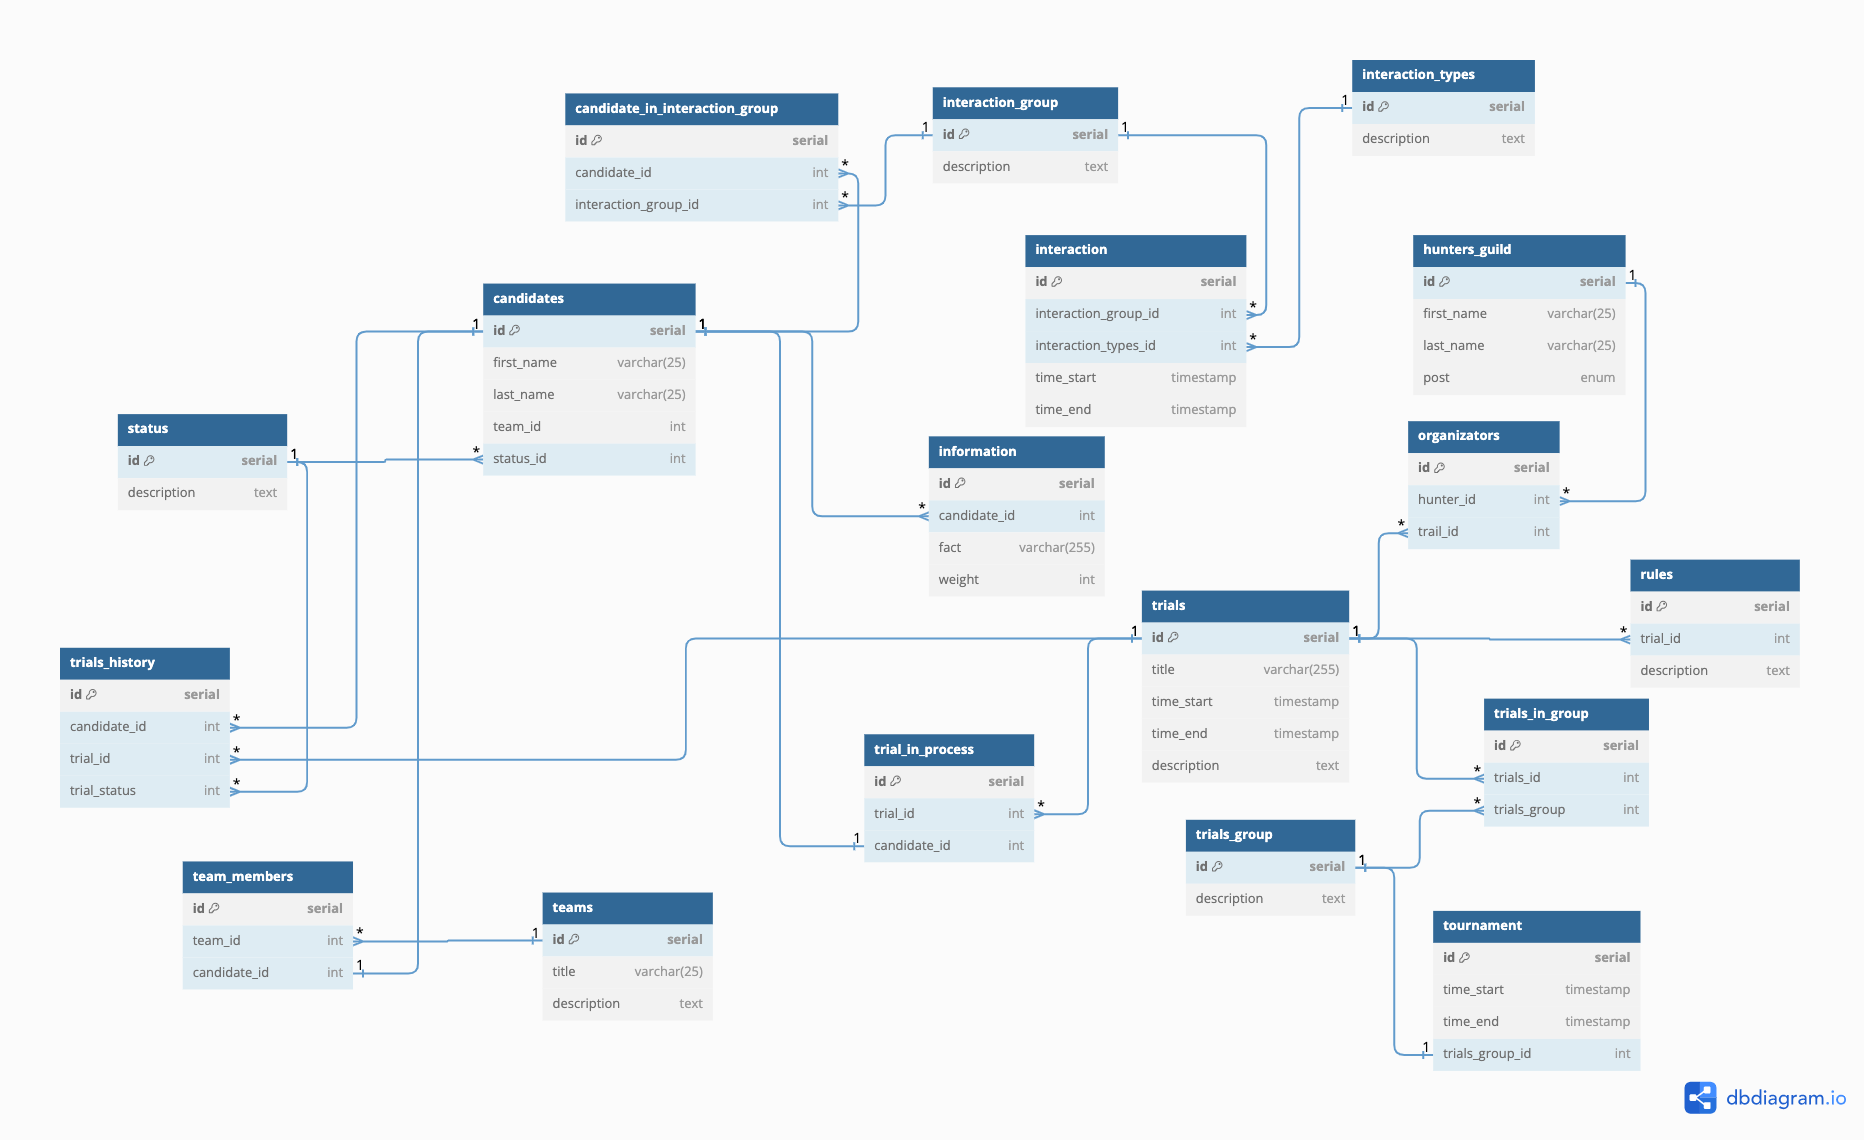 interaction_types
id serial
description text
candidate_in_interaction_group
id serial
candidate_id int
interaction_group_id int
interaction_group
id serial
description text
interaction
id serial
interaction_group_id int
interaction_types_id int
time_start timestamp
time_end timestamp
hunters_guild
id serial
first_name varchar(25)
last_name varchar(25)
post enum
candidates
id serial
first_name varchar(25)
last_name varchar(25)
team_id int
status_id int
status
id serial
description text
information
id serial
candidate_id int
fact varchar(255)
weight int
organizators
id serial
hunter_id int
trail_id int
rules
id serial
trial_id int
description text
trials
id serial
title varchar(255)
time_start timestamp
time_end timestamp
description text
trials_history
id serial
candidate_id int
trial_id int
trial_status int
trials_in_group
id serial
trials_id int
trials_group int
trial_in_process
id serial
trial_id int
candidate_id int
trials_group
id serial
description text
team_members
id serial
team_id int
candidate_id int
teams
id serial
title varchar(25)
description text
tournament
id serial
time_start timestamp
time_end timestamp
trials_group_id int
1
*
1
*
1
1
*
*
1
1
1
*
1
*
*
*
*
1
1
*
*
*
*
*
*
1
*
1
*
1
1
1
dbdiagram.io